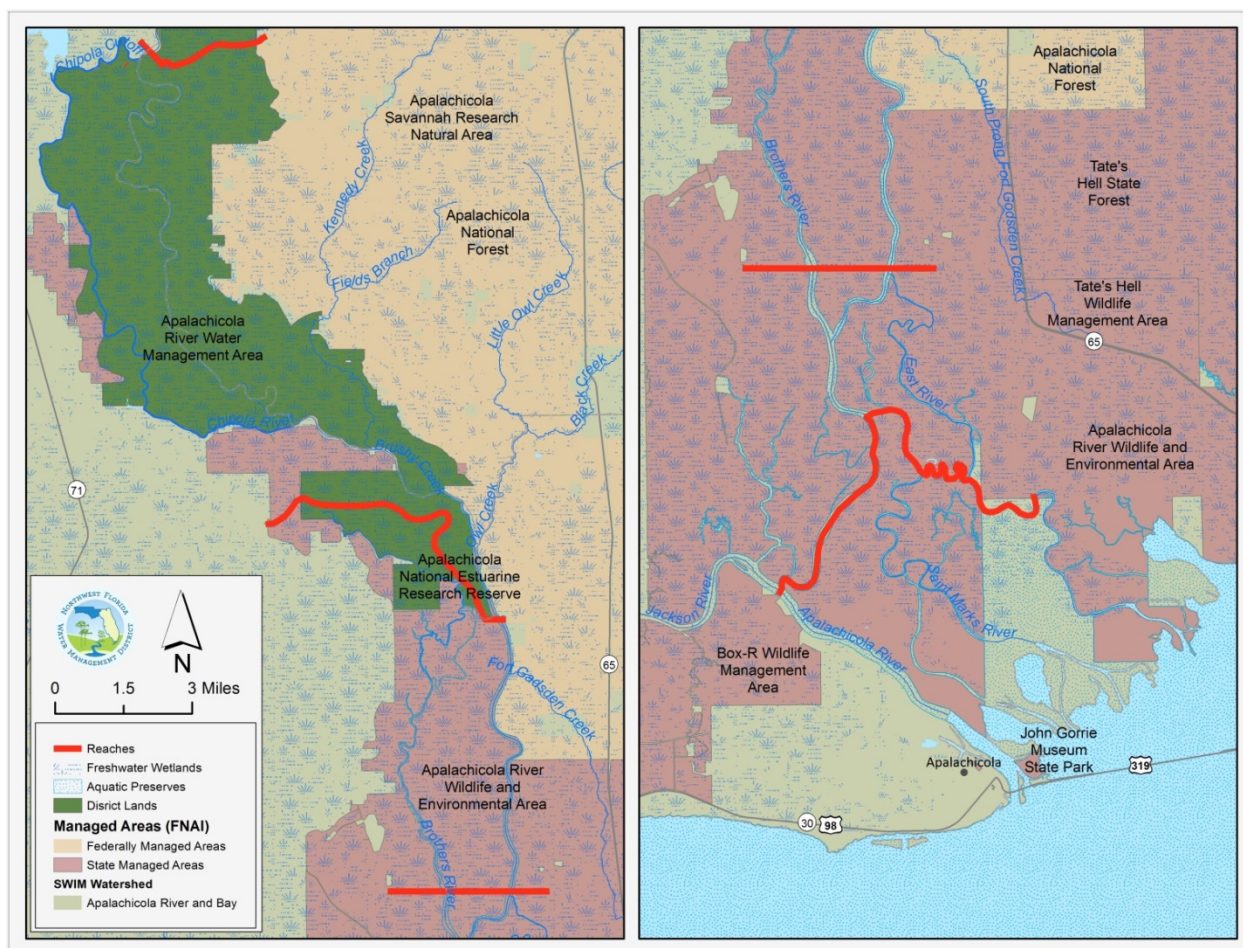 Chipola Cutoff
Apalachicola
Savannah Research
Natural Area
Kennedy Creek
Apalachicola
National
Forest
Fields Branch
Little Owl Creek
Apalachicola
River Water
Management Area
Black Creek
Chipola River
Brushy Creek
71
Owl Creek
Apalachicola
National Estuarine
Research Reserve
65
Fort Gadsden Creek
Apalachicola River
Wildlife and
Environmental Area
Brothers River
NORTHWEST FLORIDA
WATER MANAGEMENT DISTRICT
N
0 1.5 3 Miles
Reaches
Freshwater Wetlands
Aquatic Preserves
Disrict Lands
Managed Areas (FNAI)
Federally Managed Areas
State Managed Areas
SWIM Watershed
Apalachicola River and Bay
Apalachicola
National
Forest
South Prong Fort Gadsden Creek
Brothers River
Tate's
Hell State
Forest
Tate's Hell
Wildlife
Management Area
65
East River
Apalachicola
River Wildlife and
Environmental Area
Jackson River
Apalachicola River
Saint Marks River
Box-R Wildlife
Management
Area
John Gorrie
Museum
State Park
Apalachicola
319
30 98